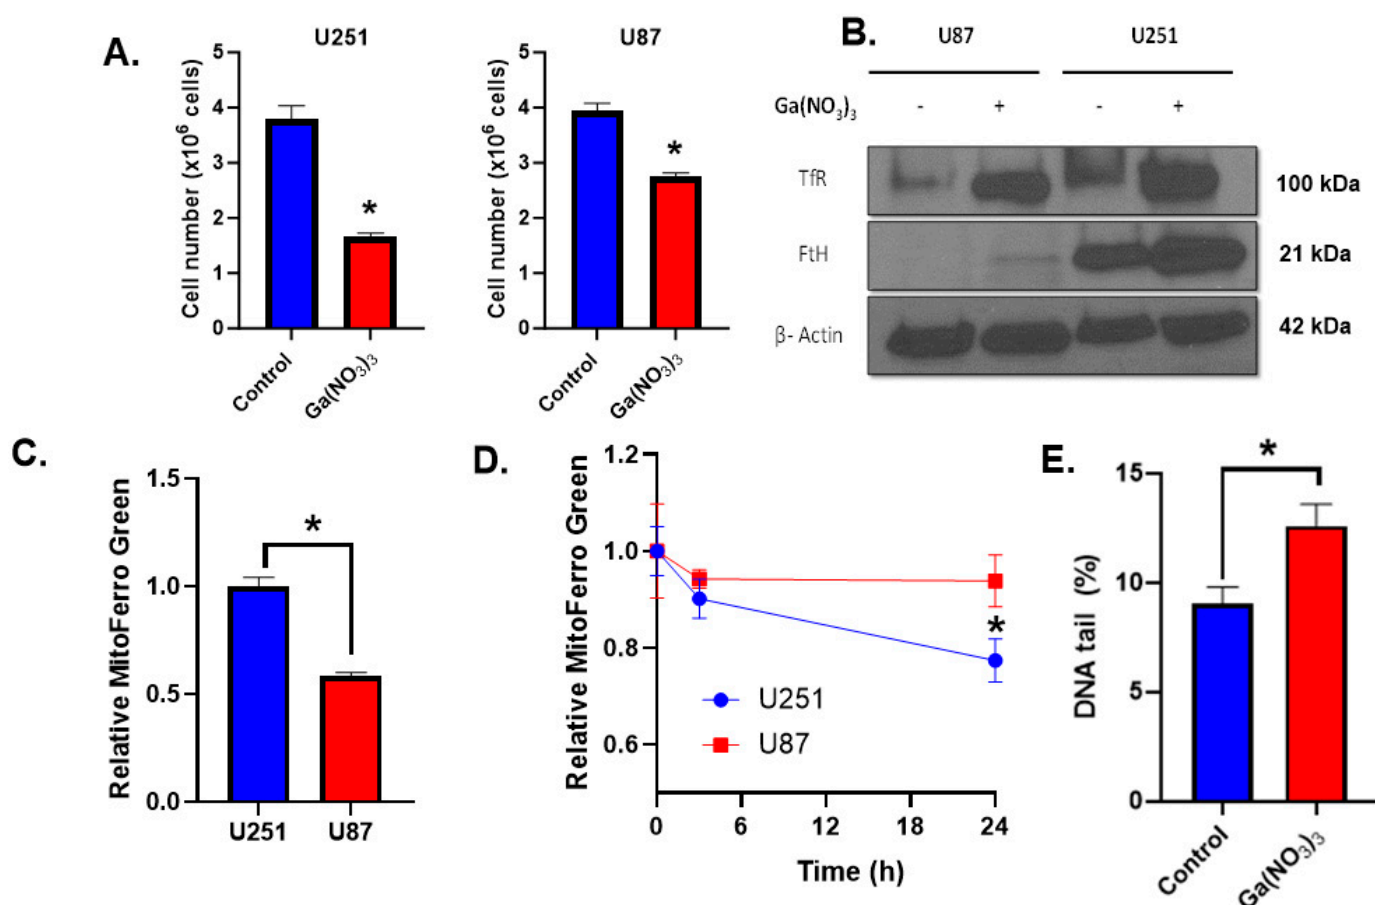 A.
U251
Cell number (x10⁶ cells)
5
4
3
2
1
0
*
Control
Ga(NO₃)₃
U87
Cell number (x10⁶ cells)
5
4
3
2
1
0
*
Control
Ga(NO₃)₃
B.
U87 U251
Ga(NO₃)₃ - + - +
TfR 100 kDa
FtH 21 kDa
β- Actin 42 kDa
C.
Relative MitoFerro Green
1.5
1.0
0.5
0.0
*
U251 U87
D.
Relative MitoFerro Green
1.2
1.0
0.8
0.6
*
U251
U87
0 6 12 18 24
Time (h)
E.
DNA tail (%)
15
10
5
0
*
Control
Ga(NO₃)₃